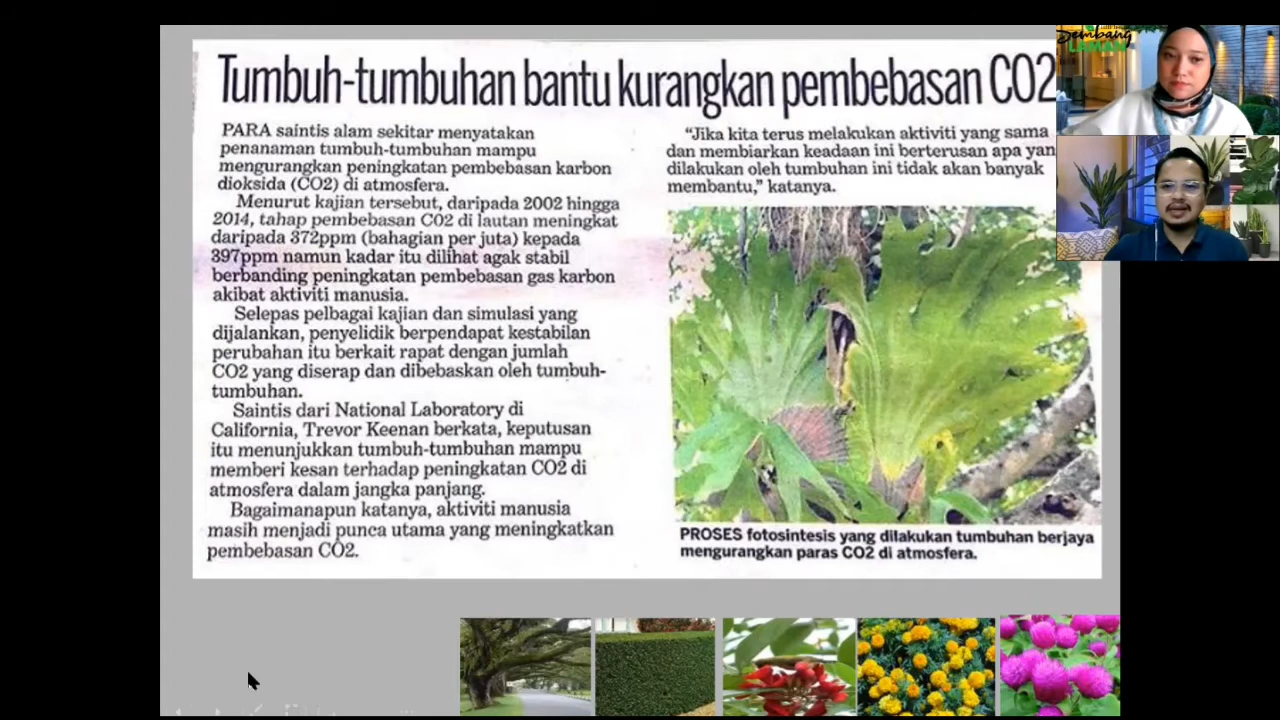 Tumbuh-tumbuhan bantu kurangkan pembebasan CO2
PARA saintis alam sekitar menyatakan
penanaman tumbuh-tumbuhan mampu
mengurangkan peningkatan pembebasan karbon
dioksida (CO2) di atmosfera.
Menurut kajian tersebut, daripada 2002 hingga
2014, tahap pembebasan CO2 di lautan meningkat
daripada 372ppm (bahagian per juta) kepada
397ppm namun kadar itu dilihat agak stabil
berbanding peningkatan pembebasan gas karbon
akibat aktiviti manusia.
Selepas pelbagai kajian dan simulasi yang
dijalankan, penyelidik berpendapat kestabilan
perubahan itu berkait rapat dengan jumlah
CO2 yang diserap dan dibebaskan oleh tumbuh-
tumbuhan.
Saintis dari National Laboratory di
California, Trevor Keenan berkata, keputusan
itu menunjukkan tumbuh-tumbuhan mampu
memberi kesan terhadap peningkatan CO2 di
atmosfera dalam jangka panjang.
Bagaimanapun katanya, aktiviti manusia
masih menjadi punca utama yang meningkatkan
pembebasan CO2.
“Jika kita terus melakukan aktiviti yang sama
dan membiarkan keadaan ini berterusan apa yan
dilakukan oleh tumbuhan ini tidak akan banyak
membantu,” katanya.
PROSES fotosintesis yang dilakukan tumbuhan berjaya
mengurangkan paras CO2 di atmosfera.
LAMAN